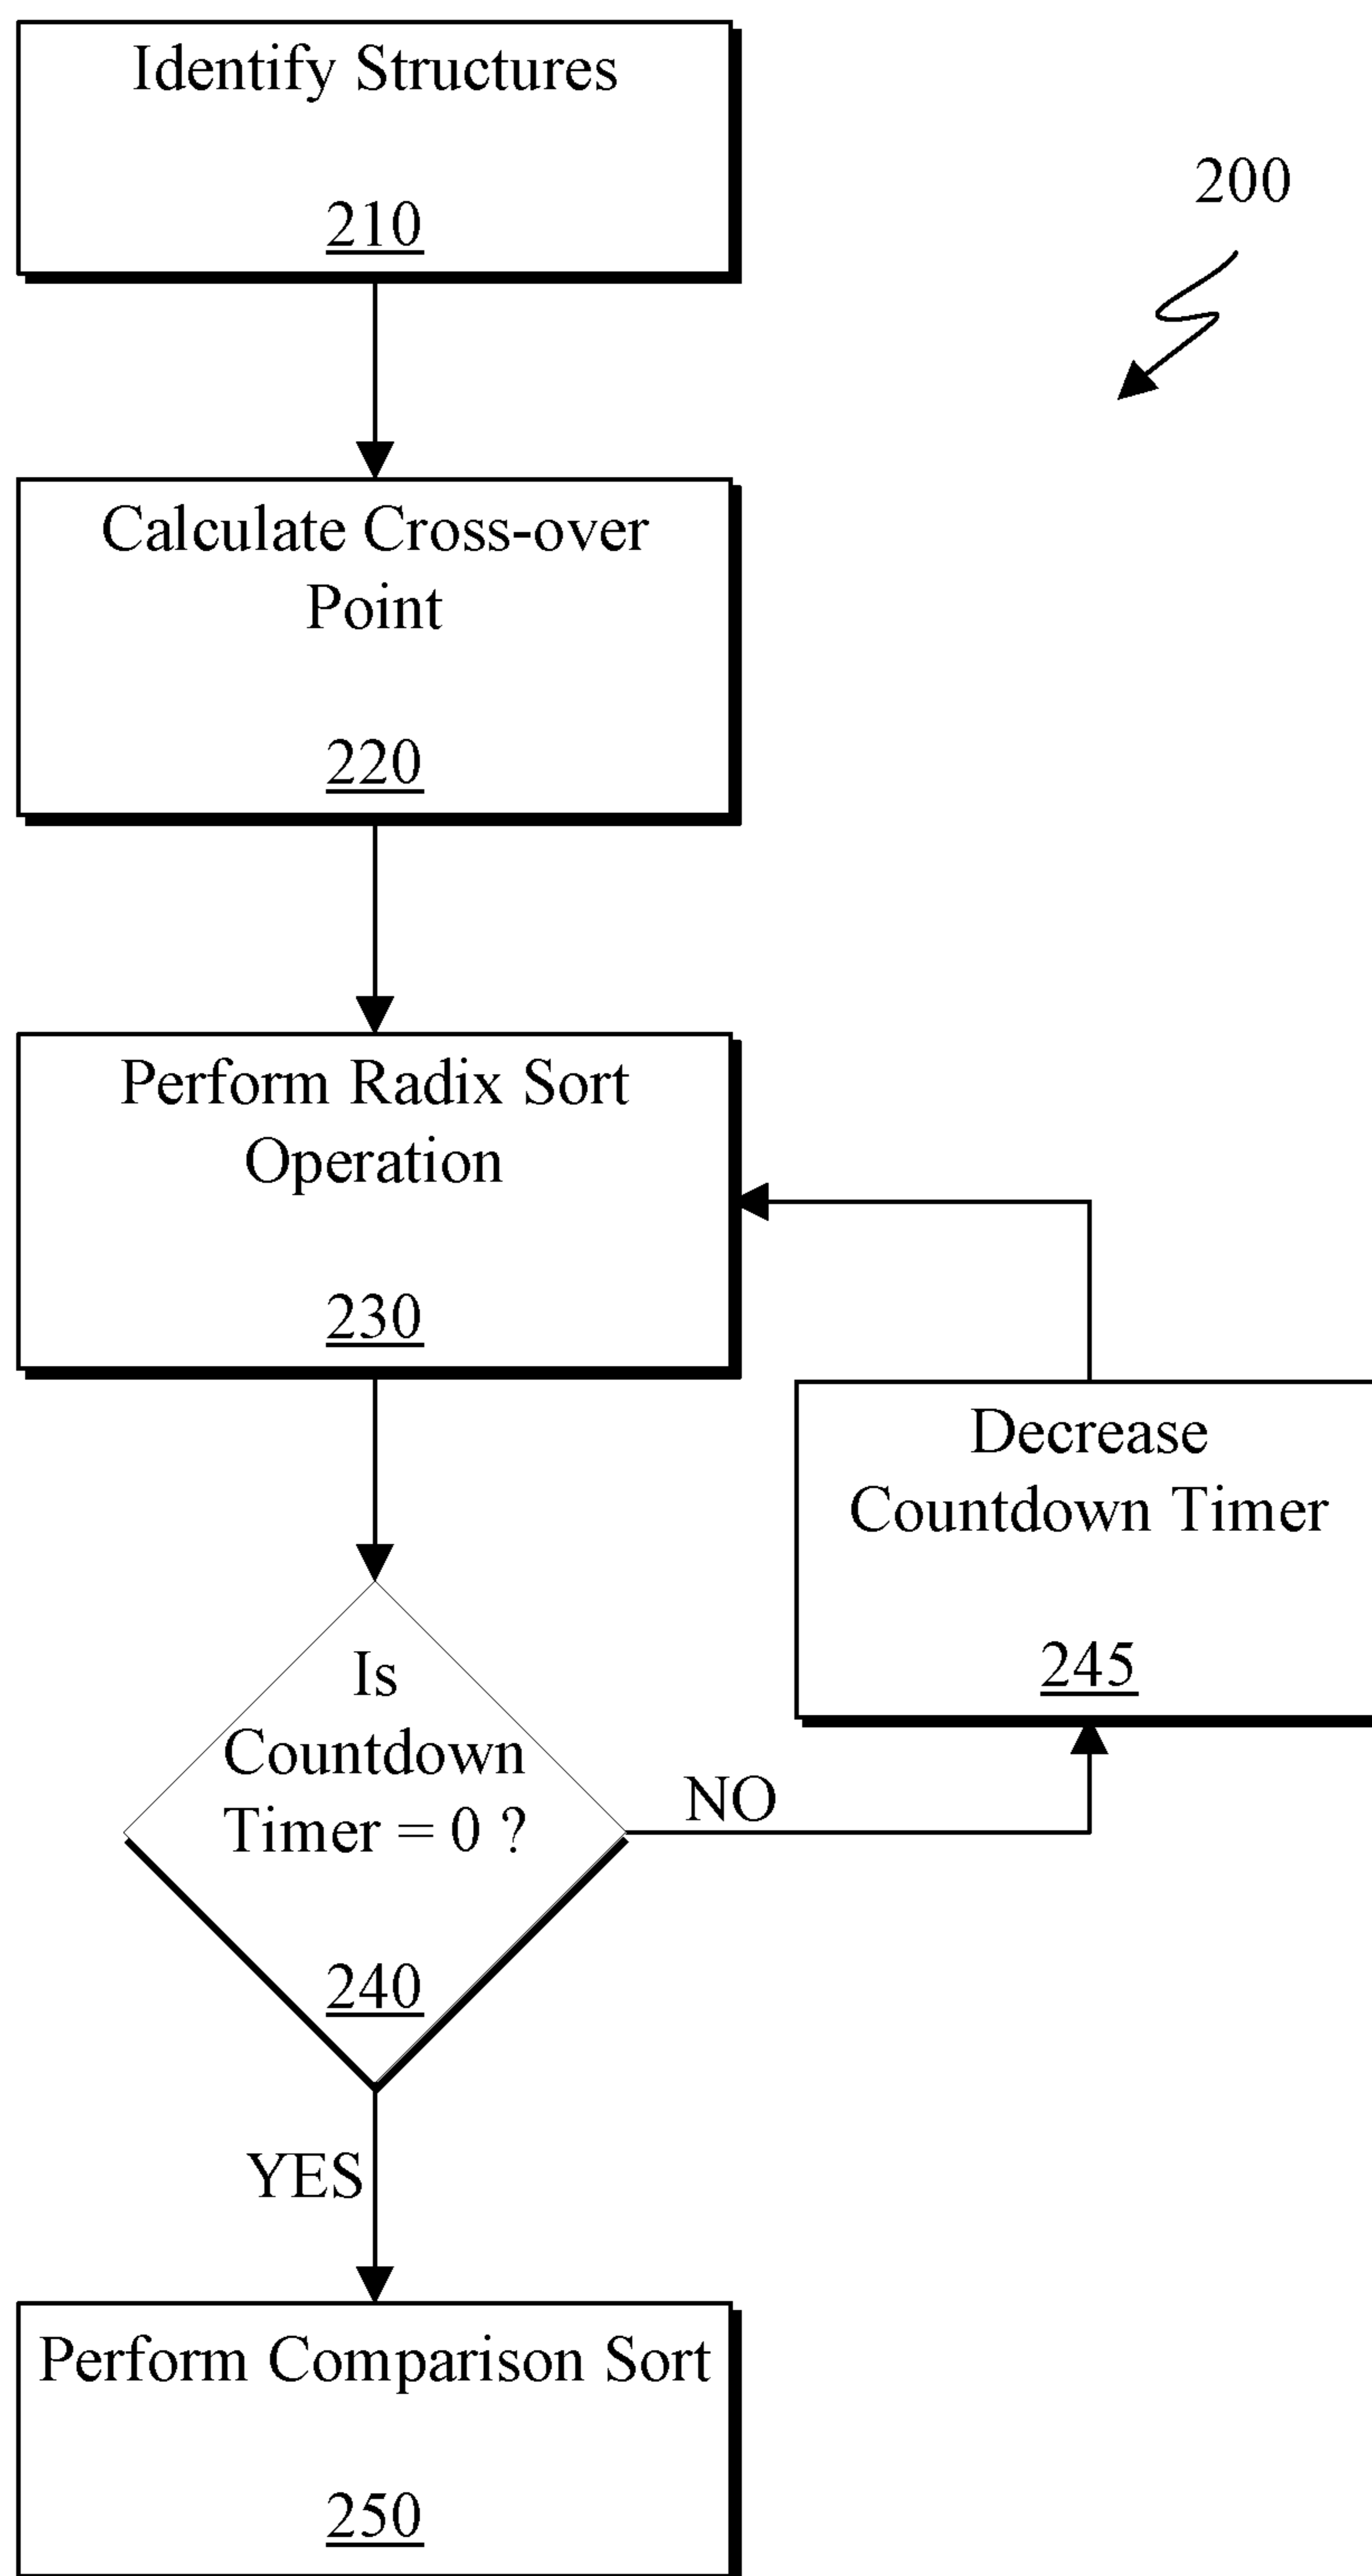 Identify Structures
210
200
Calculate Cross-over
Point
220
Perform Radix Sort
Operation
230
Decrease
Countdown Timer
245
Is
Countdown
Timer = 0 ?
240
NO
YES
Perform Comparison Sort
250